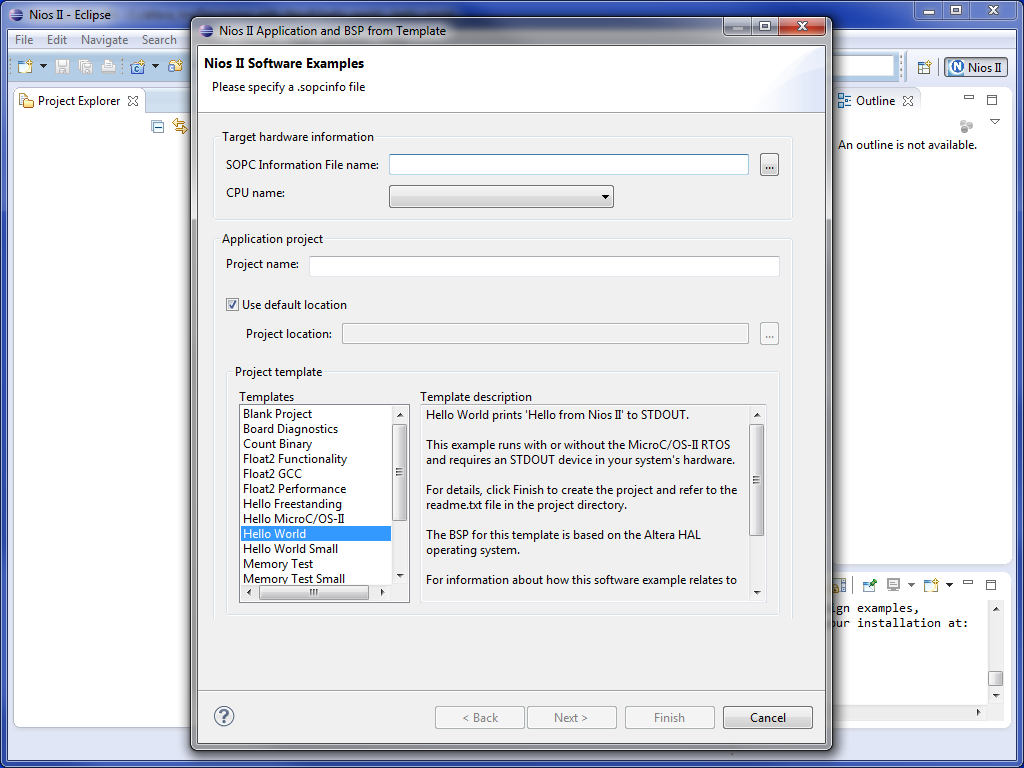 Nios II - Eclipse
File Edit Navigate Search
Nios II
Project Explorer
Outline
An outline is not available.
Nios II Application and BSP from Template
Nios II Software Examples
Please specify a .sopcinfo file
Target hardware information
SOPC Information File name:
...
CPU name:
Application project
Project name:
Use default location
Project location:
...
Project template
Templates
Blank Project
Board Diagnostics
Count Binary
Float2 Functionality
Float2 GCC
Float2 Performance
Hello Freestanding
Hello MicroC/OS-II
Hello World
Hello World Small
Memory Test
Memory Test Small
Template description
Hello World prints 'Hello from Nios II' to STDOUT.
This example runs with or without the MicroC/OS-II RTOS
and requires an STDOUT device in your system's hardware.
For details, click Finish to create the project and refer to the
readme.txt file in the project directory.
The BSP for this template is based on the Altera HAL
operating system.
For information about how this software example relates to
ign examples,
our installation at:
?
< Back
Next >
Finish
Cancel